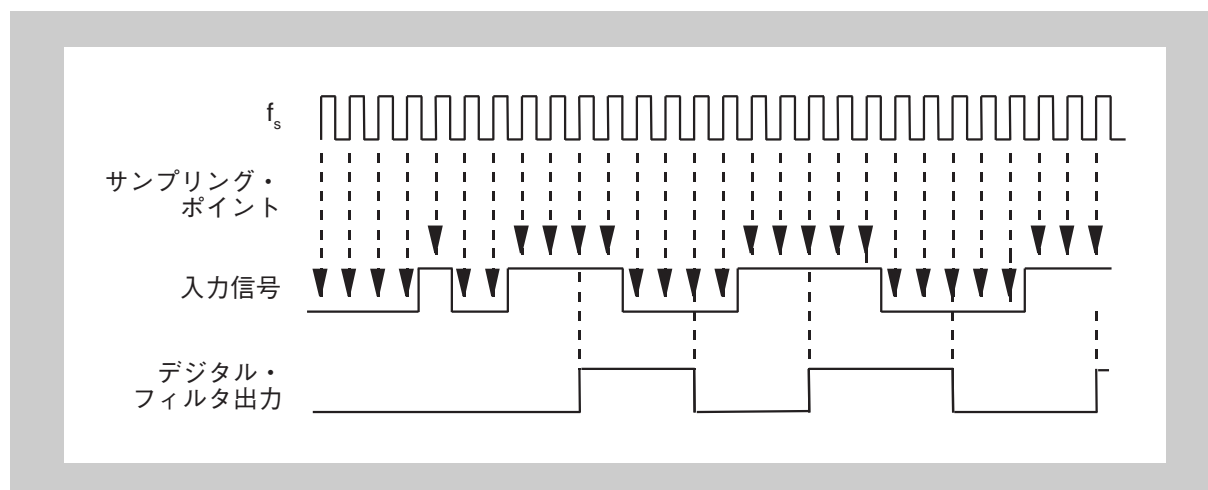 fs
サンプリング・
ポイント
入力信号
デジタル・
フィルタ出力